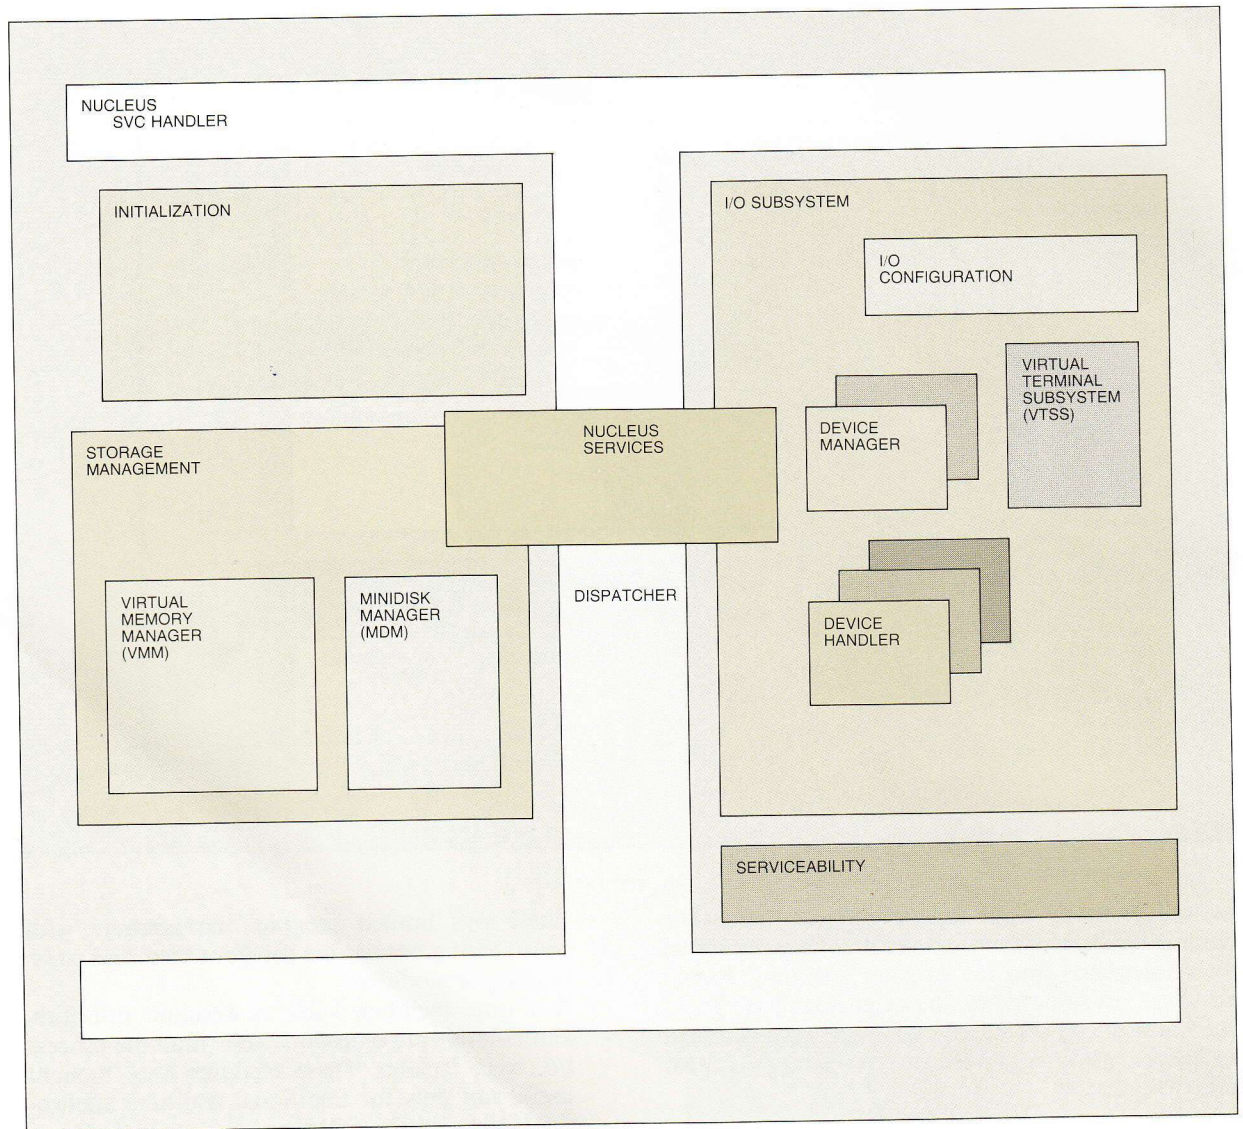 NUCLEUS
SVC HANDLER
INITIALIZATION
I/O SUBSYSTEM
I/O
CONFIGURATION
VIRTUAL
TERMINAL
SUBSYSTEM
(VTSS)
DEVICE
MANAGER
NUCLEUS
SERVICES
STORAGE
MANAGEMENT
VIRTUAL
MEMORY
MANAGER
(VMM)
MINIDISK
MANAGER
(MDM)
DISPATCHER
DEVICE
HANDLER
SERVICEABILITY